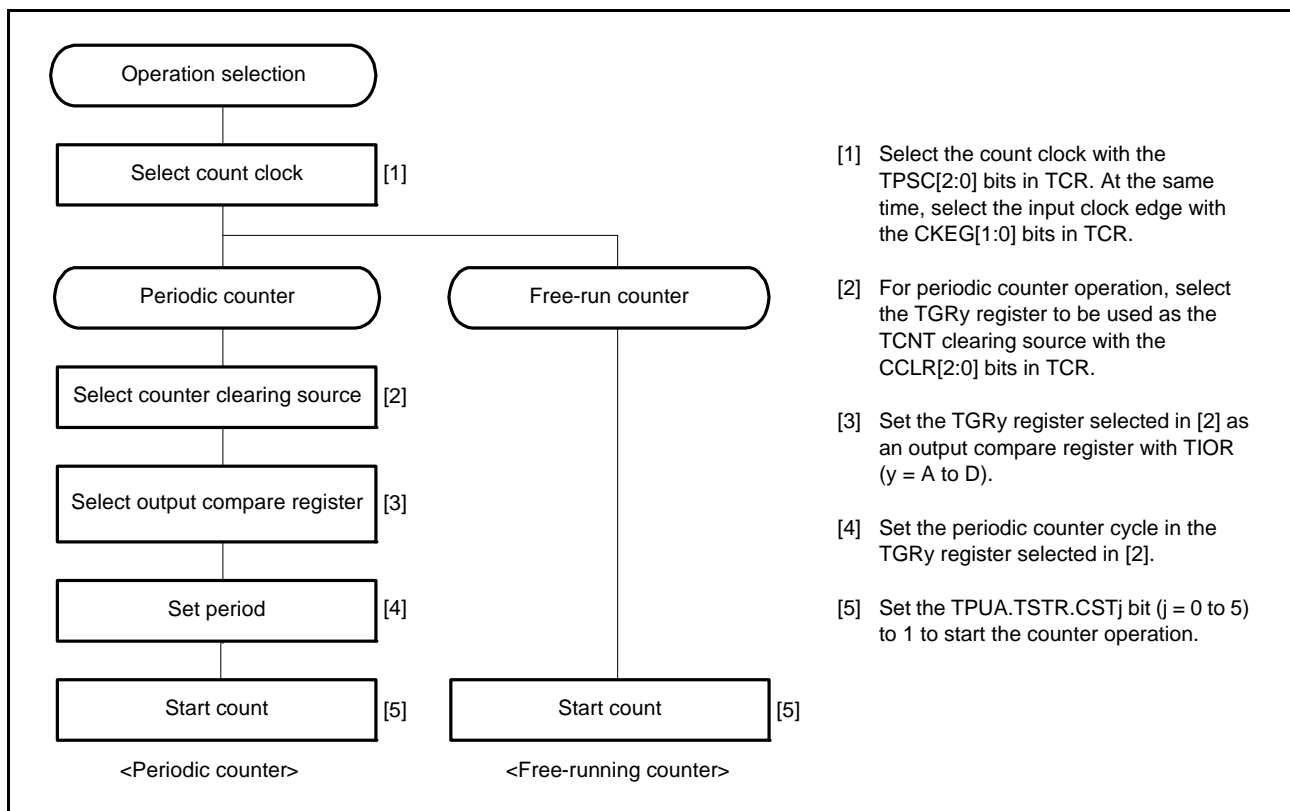 Operation selection
Select count clock [1]
Periodic counter
Free-run counter
Select counter clearing source [2]
Select output compare register [3]
Set period [4]
Start count [5]
Start count [5]
<Periodic counter>
<Free-running counter>
[1] Select the count clock with the
TPSC[2:0] bits in TCR. At the same
time, select the input clock edge with
the CKEG[1:0] bits in TCR.
[2] For periodic counter operation, select
the TGRy register to be used as the
TCNT clearing source with the
CCLR[2:0] bits in TCR.
[3] Set the TGRy register selected in [2] as
an output compare register with TIOR
(y = A to D).
[4] Set the periodic counter cycle in the
TGRy register selected in [2].
[5] Set the TPUA.TSTR.CSTj bit (j = 0 to 5)
to 1 to start the counter operation.